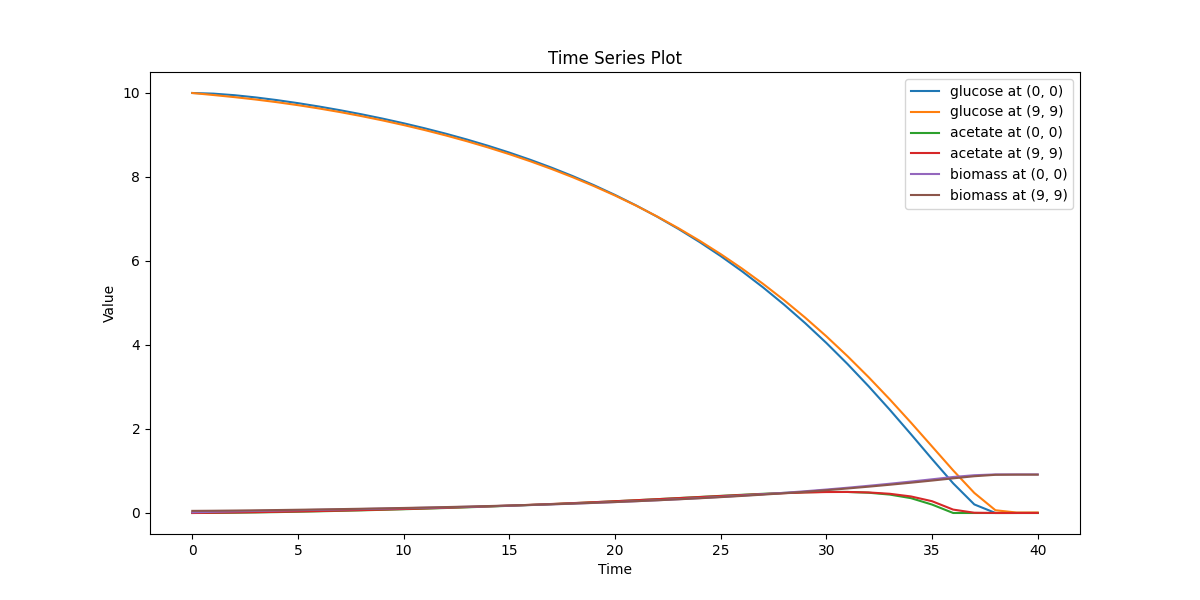 Time Series Plot
glucose at (0, 0)
glucose at (9, 9)
acetate at (0, 0)
acetate at (9, 9)
biomass at (0, 0)
biomass at (9, 9)
Value
10
8
6
4
2
0
0 5 10 15 20 25 30 35 40
Time